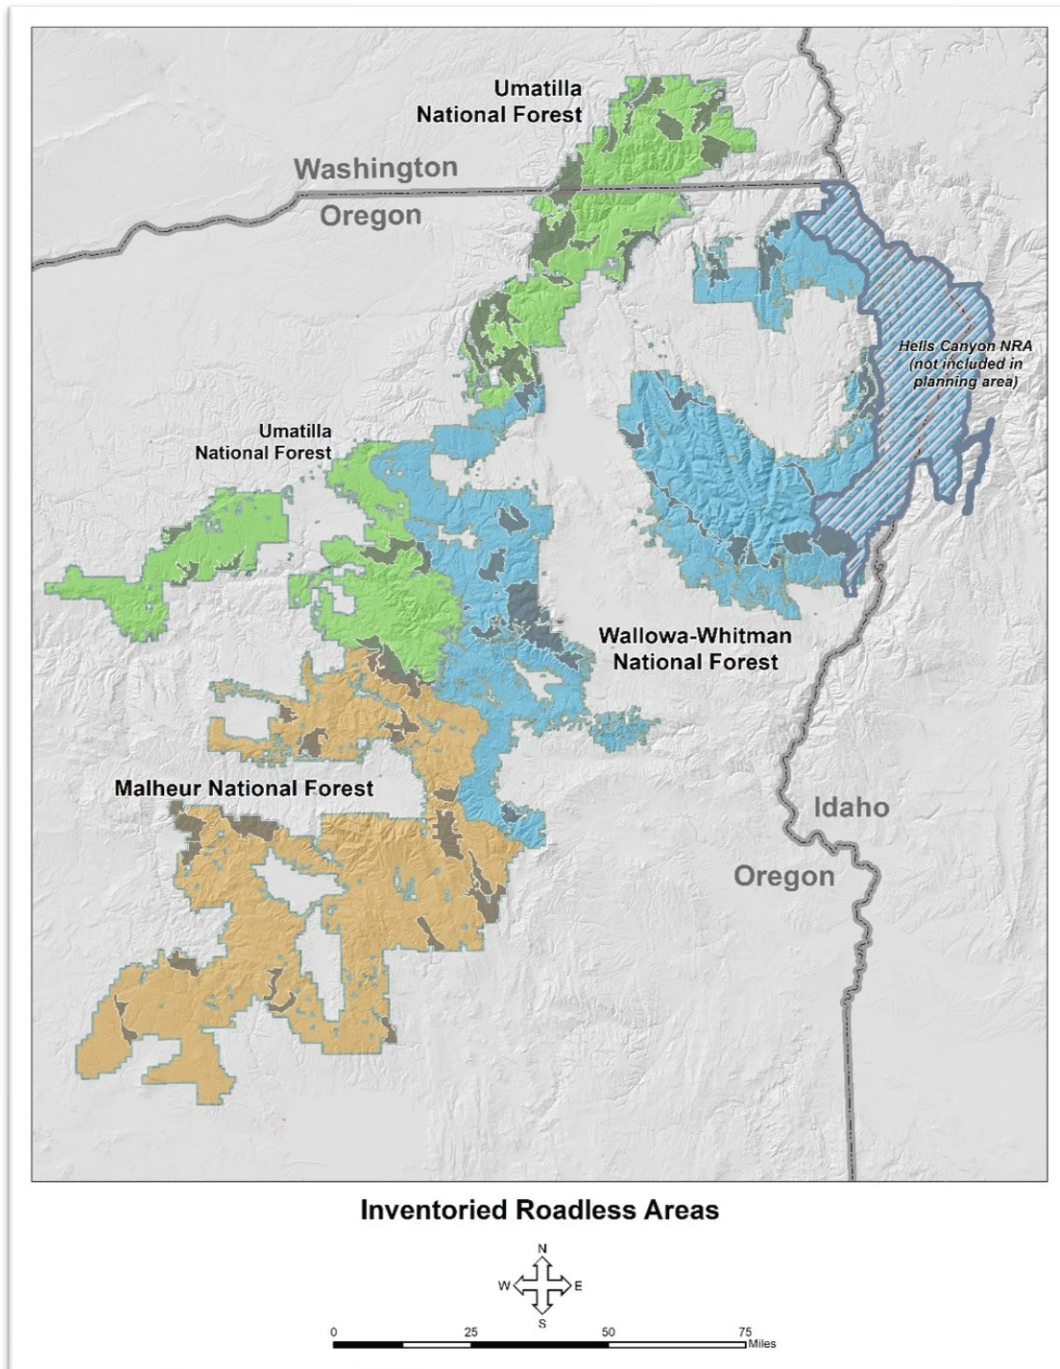 Umatilla
National Forest
Washington
Oregon
Hells Canyon NRA
(not included in
planning area)
Umatilla
National Forest
Wallowa-Whitman
National Forest
Malheur National Forest
Idaho
Oregon
Inventoried Roadless Areas
N
W E
S
0 25 50 75
Miles